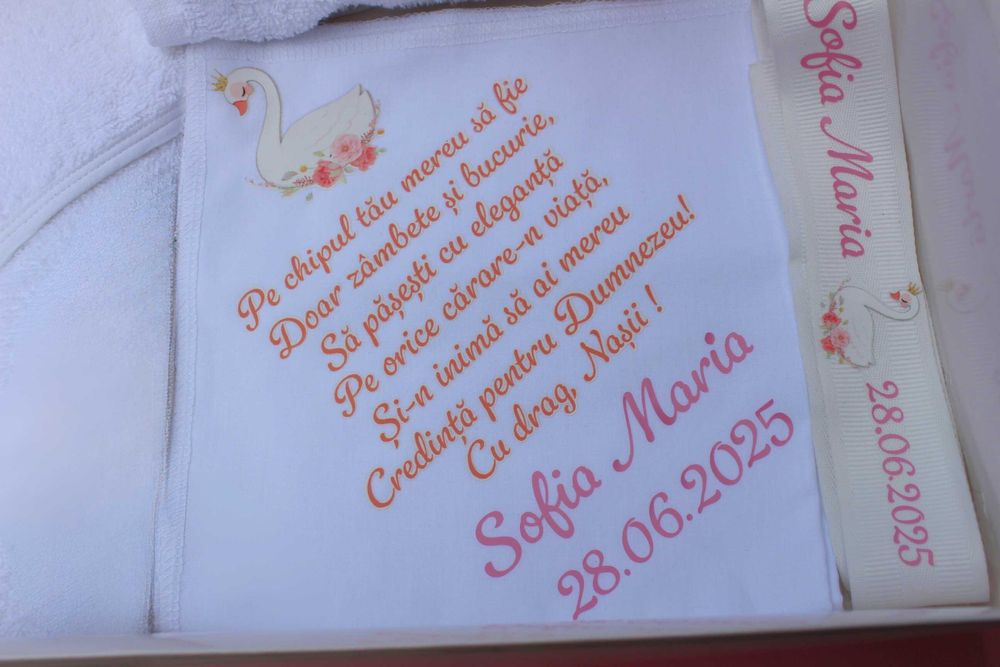 Pe chipul tău mereu să fie
Doar zâmbete și bucurie,
Să pășești cu eleganță
Pe orice cărare-n viață,
Și-n inimă să ai mereu
Credință pentru Dumnezeu!
Cu drag, Nașii !
Sofia Maria
28.06.2025
Sofia Maria
28.06.2025